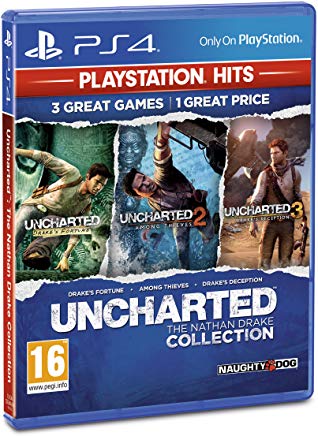 PS4
Only On PlayStation.
PLAYSTATION HITS
3 GREAT GAMES | 1 GREAT PRICE
UNCHARTED
DRAKE'S FORTUNE
UNCHARTED 2
AMONG THIEVES
UNCHARTED 3
DRAKE'S DECEPTION
DRAKE'S FORTUNE • AMONG THIEVES • DRAKE'S DECEPTION
UNCHARTED
THE NATHAN DRAKE
COLLECTION
16
www.pegi.info
NAUGHTY DOG
Uncharted™: The Nathan Drake Collection